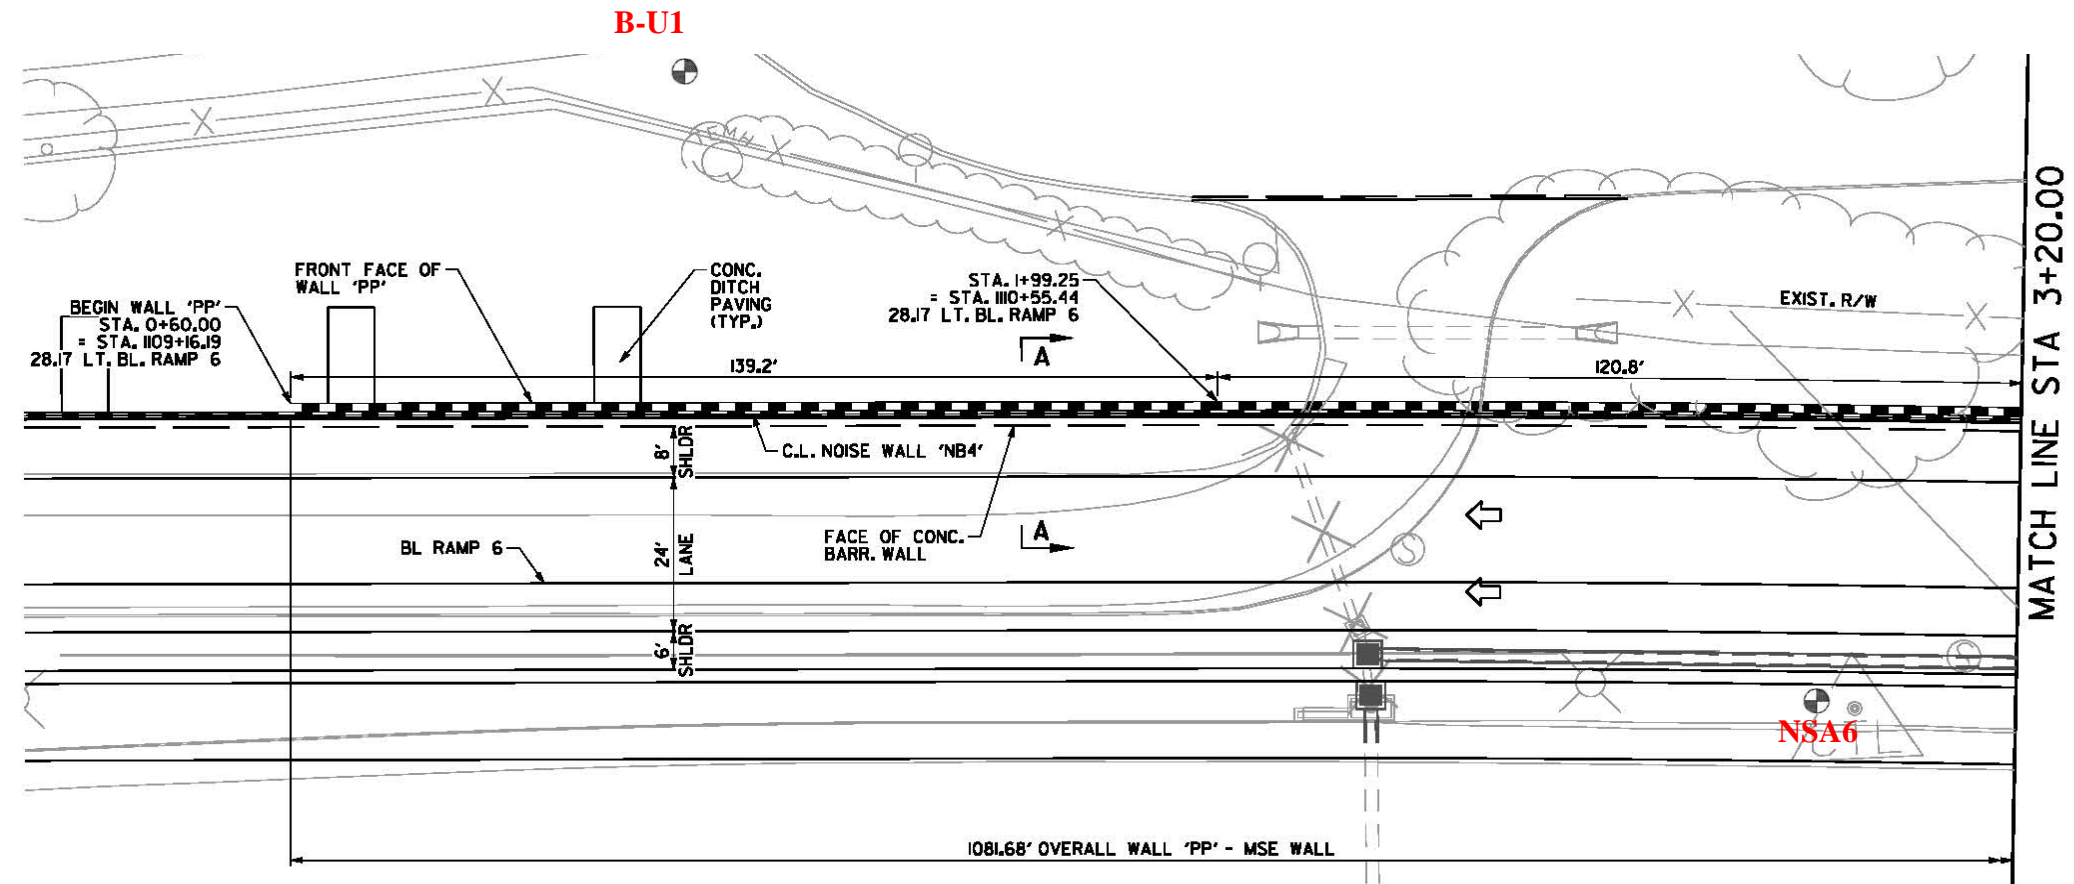 B-U1
FMH
FRONT FACE OF
WALL 'PP'
CONC.
DITCH
PAVING
(TYP.)
BEGIN WALL 'PP'
STA. 0+60.00
= STA. 1109+16.19
28.17 LT. BL. RAMP 6
STA. 1+99.25
= STA. 1110+55.44
28.17 LT. BL. RAMP 6
A
EXIST. R/W
139.2'
120.8'
MATCH LINE STA 3+20.00
8'
SHLDR
C.L. NOISE WALL 'NB4'
FACE OF CONC.
BARR. WALL
A
24'
LANE
BL RAMP 6
S
6'
SHLDR
S
NSA6
CTL
1081.68' OVERALL WALL 'PP' - MSE WALL